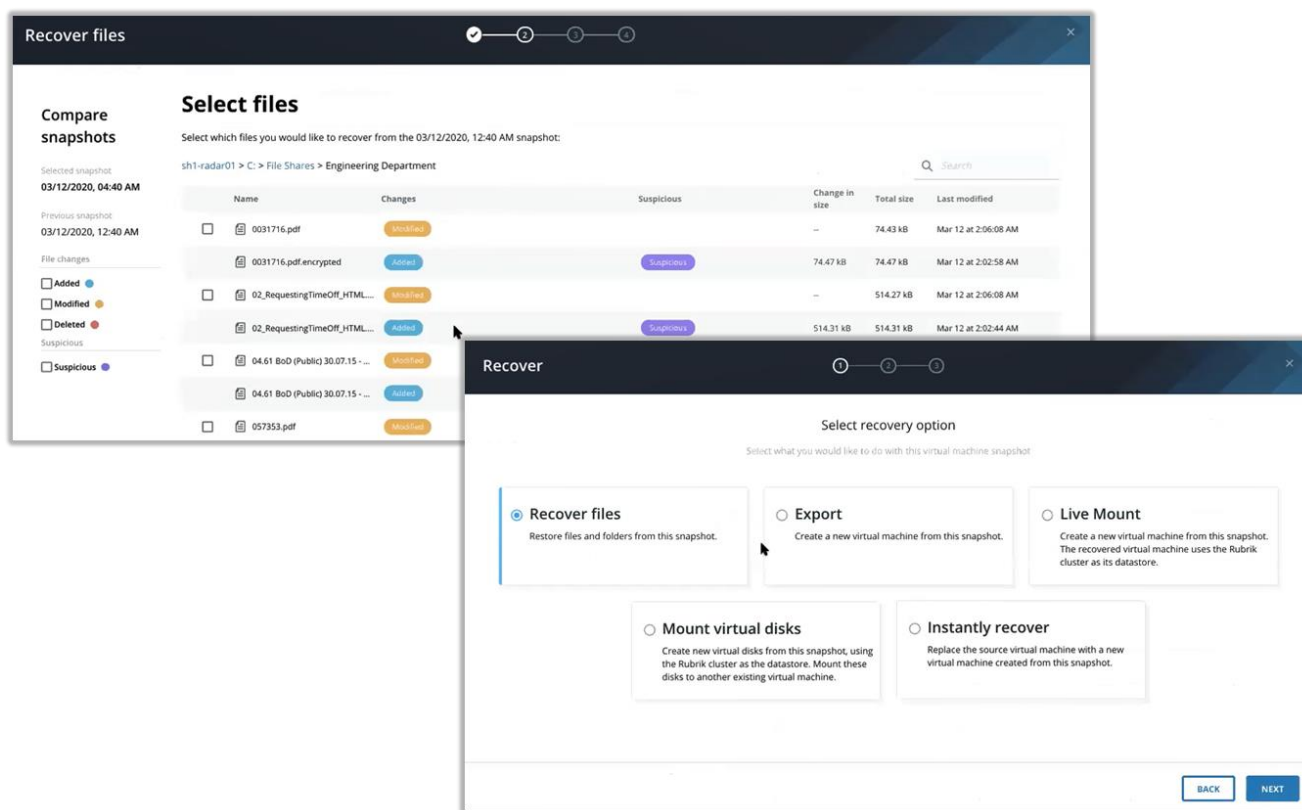 Recover files
2
3
4
Compare
snapshots
Selected snapshot
03/12/2020, 04:40 AM
Previous snapshot
03/12/2020, 12:40 AM
File changes
Added
Modified
Deleted
Suspicious
Suspicious
Select files
Select which files you would like to recover from the 03/12/2020, 12:40 AM snapshot:
sh1-radar01 > C: > File Shares > Engineering Department
Search
Name Changes Suspicious Change in size Total size Last modified
0031716.pdf Modified -- 74.43 kB Mar 12 at 2:06:08 AM
0031716.pdf.encrypted Added Suspicious 74.47 kB 74.47 kB Mar 12 at 2:02:58 AM
02_RequestingTimeOff_HTML.... Modified -- 514.27 kB Mar 12 at 2:06:08 AM
02_RequestingTimeOff_HTML.... Added Suspicious 514.31 kB 514.31 kB Mar 12 at 2:02:44 AM
04.61 BoD (Public) 30.07.15 - ... Modified
04.61 BoD (Public) 30.07.15 - ... Added
057353.pdf Modified
Recover
1
2
3
Select recovery option
Select what you would like to do with this virtual machine snapshot
Recover files
Restore files and folders from this snapshot.
Export
Create a new virtual machine from this snapshot.
Live Mount
Create a new virtual machine from this snapshot.
The recovered virtual machine uses the Rubrik
cluster as its datastore.
Mount virtual disks
Create new virtual disks from this snapshot, using
the Rubrik cluster as the datastore. Mount these
disks to another existing virtual machine.
Instantly recover
Replace the source virtual machine with a new
virtual machine created from this snapshot.
BACK
NEXT